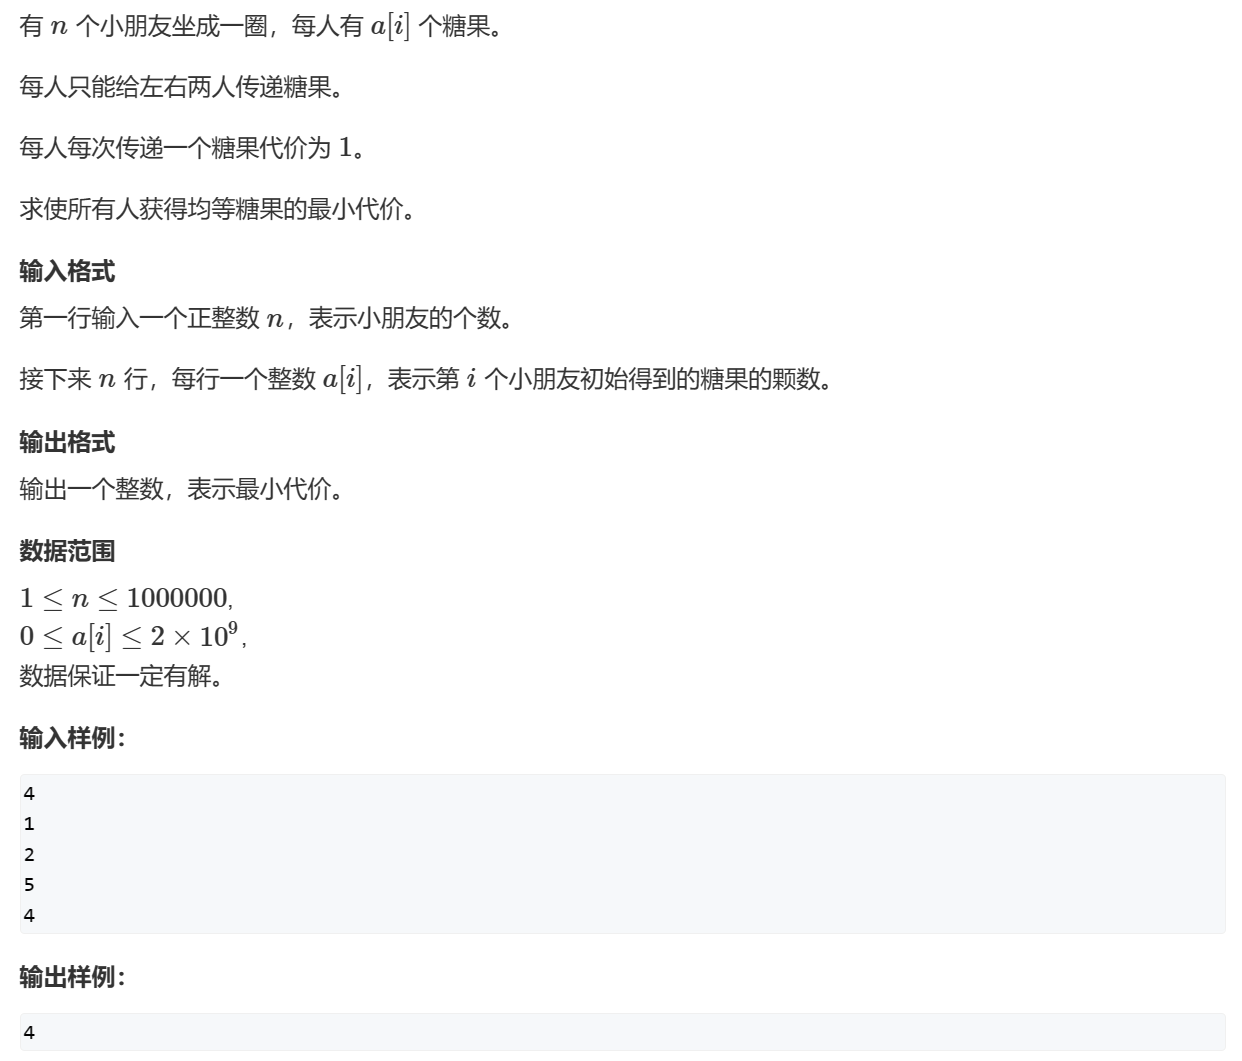 有 n 个小朋友坐成一圈，每人有 a[i] 个糖果。
每人只能给左右两人传递糖果。
每人每次传递一个糖果代价为 1。
求使所有人获得均等糖果的最小代价。
输入格式
第一行输入一个正整数 n，表示小朋友的个数。
接下来 n 行，每行一个整数 a[i]，表示第 i 个小朋友初始得到的糖果的颗数。
输出格式
输出一个整数，表示最小代价。
数据范围
1 ≤ n ≤ 1000000,
0 ≤ a[i] ≤ 2 × 10⁹,
数据保证一定有解。
输入样例：
4
1
2
5
4
输出样例：
4